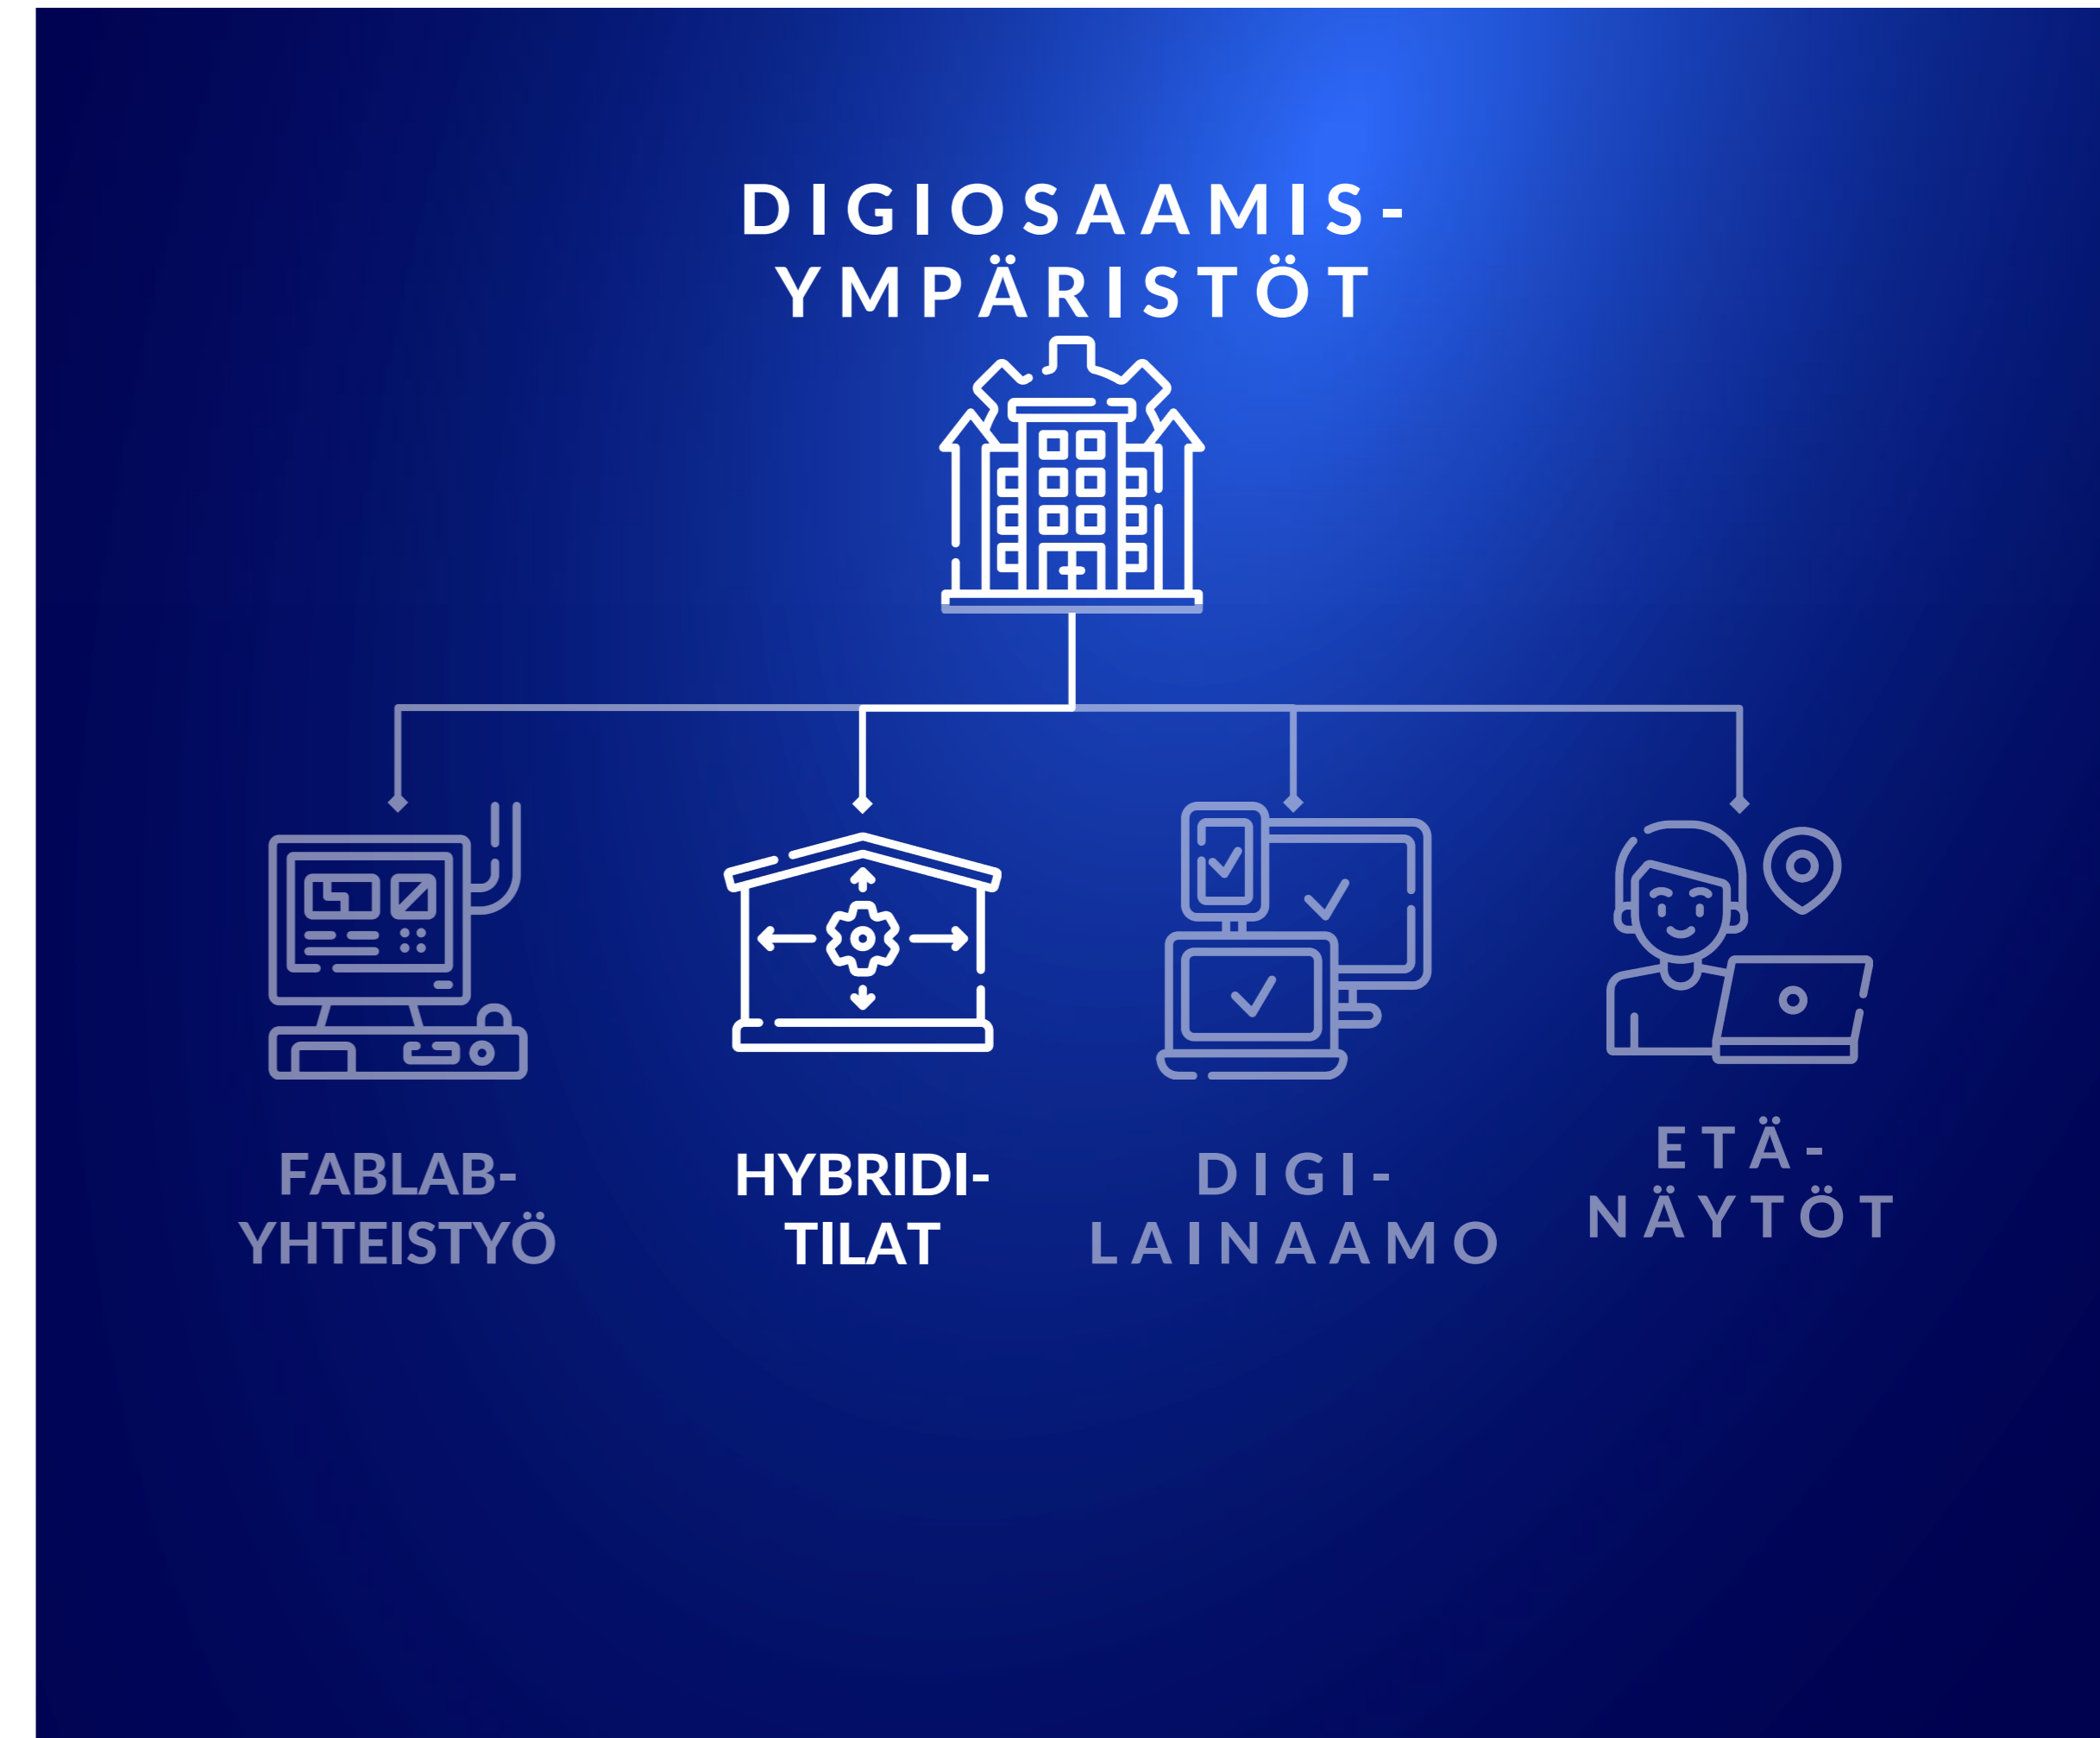 DIGIOSAAMIS-
YMPÄRISTÖT
FABLAB-
YHTEISTYÖ
HYBRIDI-
TILAT
DIGI-
LAINAAMO
ETÄ-
NÄYTÖT